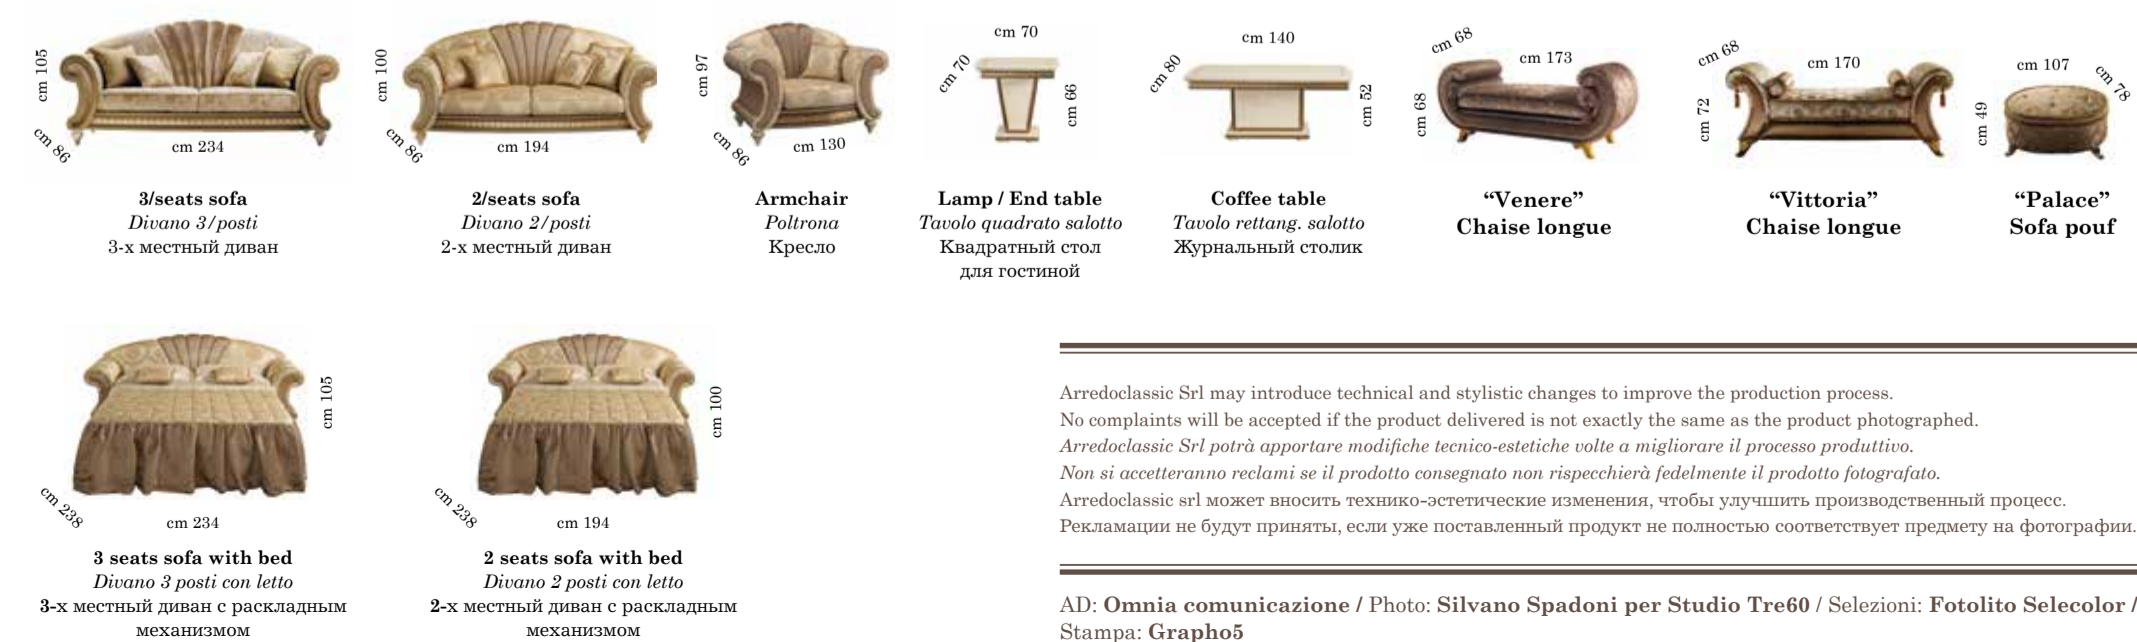 cm 105
cm 86
cm 234
3/seats sofa
Divano 3/posti
3-х местный диван
cm 100
cm 86
cm 194
2/seats sofa
Divano 2/posti
2-х местный диван
cm 97
cm 86
cm 130
Armchair
Poltrona
Кресло
cm 70
cm 70
cm 66
Lamp / End table
Tavolo quadrato salotto
Квадратный стол
для гостиной
cm 140
cm 80
cm 52
Coffee table
Tavolo rettang. salotto
Журнальный столик
cm 68
cm 173
cm 68
“Venere”
Chaise longue
cm 68
cm 170
cm 72
“Vittoria”
Chaise longue
cm 107
cm 78
cm 49
“Palace”
Sofa pouf
cm 105
cm 238
cm 234
3 seats sofa with bed
Divano 3 posti con letto
3-х местный диван с раскладным
механизмом
cm 100
cm 238
cm 194
2 seats sofa with bed
Divano 2 posti con letto
2-х местный диван с раскладным
механизмом
Arredoclassic Srl may introduce technical and stylistic changes to improve the production process.
No complaints will be accepted if the product delivered is not exactly the same as the product photographed.
Arredoclassic Srl potrà apportare modifiche tecnico-estetiche volte a migliorare il processo produttivo.
Non si accetteranno reclami se il prodotto consegnato non rispecchierà fedelmente il prodotto fotografato.
Arredoclassic srl может вносить технико-эстетические изменения, чтобы улучшить производственный процесс.
Рекламации не будут приняты, если уже поставленный продукт не полностью соответствует предмету на фотографии.
AD: Omnia comunicazione / Photo: Silvano Spadoni per Studio Tre60 / Selezioni: Fotolito Selecolor /
Stampa: Grapho5